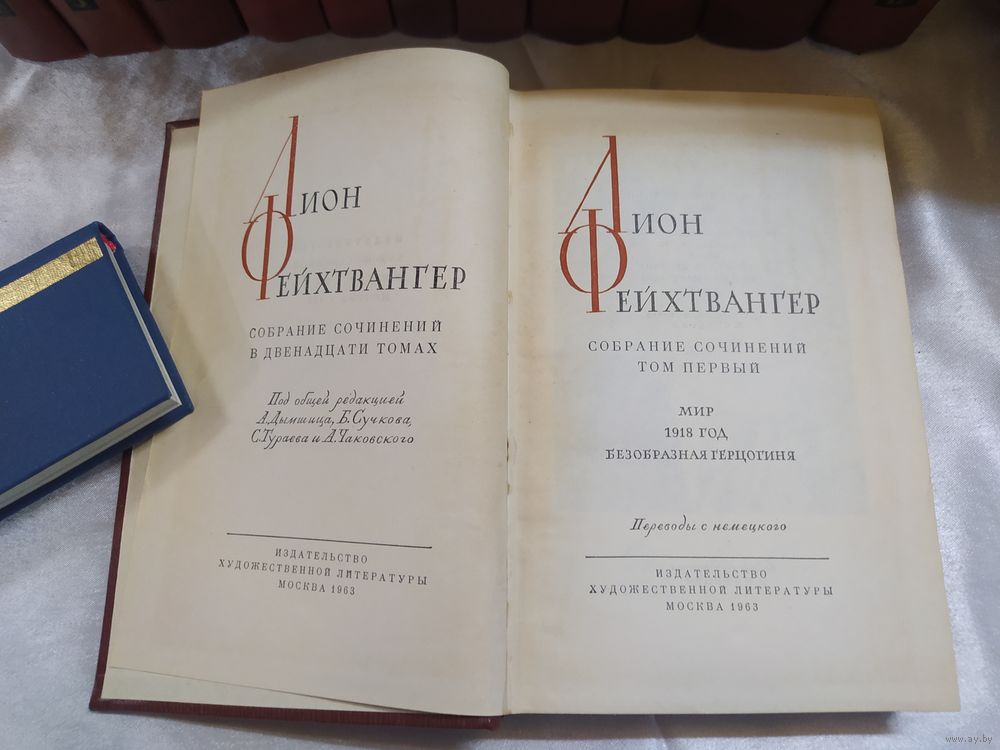 Лион
Фейхтвангер
СОБРАНИЕ СОЧИНЕНИЙ
В ДВЕНАДЦАТИ ТОМАХ
Под общей редакцией
А. Дымшица, Б. Сучкова,
С. Тураева и А. Чаковского
ИЗДАТЕЛЬСТВО
ХУДОЖЕСТВЕННОЙ ЛИТЕРАТУРЫ
МОСКВА 1963
Лион
Фейхтвангер
СОБРАНИЕ СОЧИНЕНИЙ
ТОМ ПЕРВЫЙ
МИР
1918 ГОД
БЕЗОБРАЗНАЯ ГЕРЦОГИНЯ
Переводы с немецкого
ИЗДАТЕЛЬСТВО
ХУДОЖЕСТВЕННОЙ ЛИТЕРАТУРЫ
МОСКВА 1963
www.ay.by